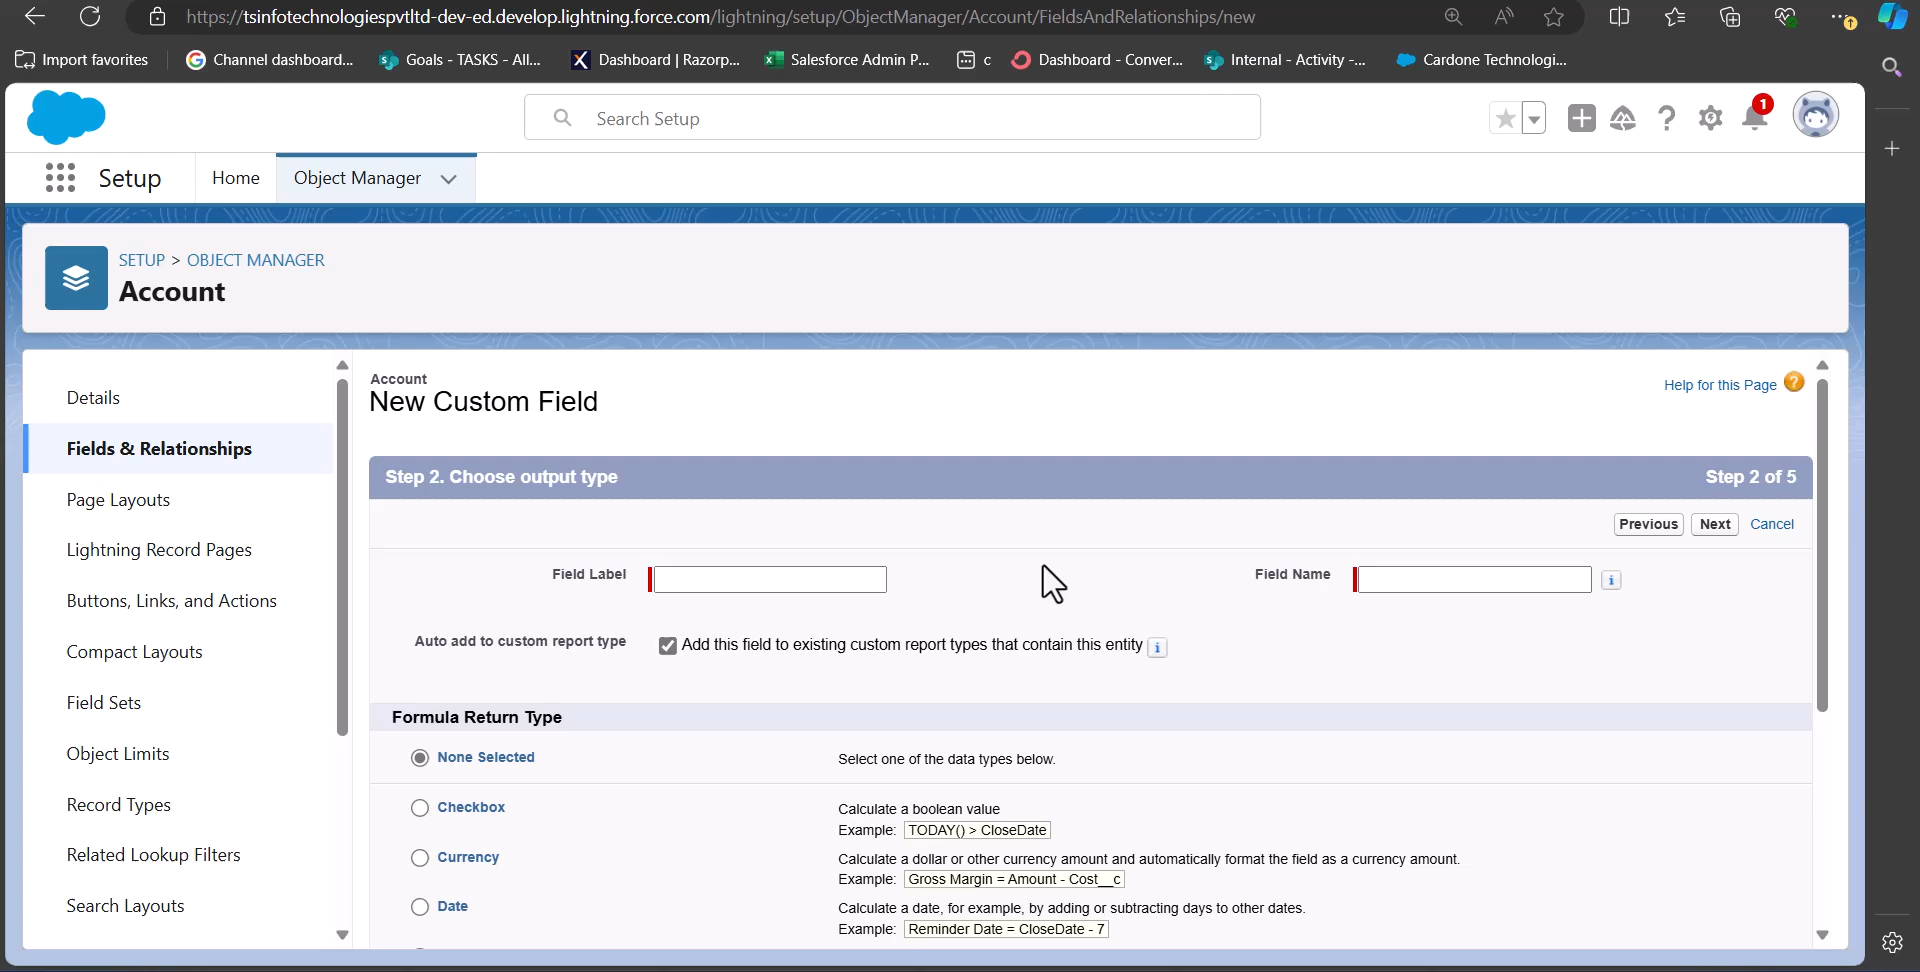 https://tsinfotechnologiespvtltd-dev-ed.develop.lightning.force.com/lightning/setup/ObjectManager/Account/FieldsAndRelationships/new
Import favorites
Channel dashboard...
Goals - TASKS - All...
Dashboard | Razorp...
Salesforce Admin P...
c
Dashboard - Conver...
Internal - Activity -...
Cardone Technologi...
Search Setup
1
Setup
Home
Object Manager
SETUP > OBJECT MANAGER
Account
Details
Fields & Relationships
Page Layouts
Lightning Record Pages
Buttons, Links, and Actions
Compact Layouts
Field Sets
Object Limits
Record Types
Related Lookup Filters
Search Layouts
Account
New Custom Field
Help for this Page
Step 2. Choose output type
Step 2 of 5
Previous
Next
Cancel
Field Label
Field Name
Auto add to custom report type
Add this field to existing custom report types that contain this entity
Formula Return Type
None Selected
Select one of the data types below.
Checkbox
Calculate a boolean value
Example: TODAY() > CloseDate
Currency
Calculate a dollar or other currency amount and automatically format the field as a currency amount.
Example: Gross Margin = Amount - Cost__c
Date
Calculate a date, for example, by adding or subtracting days to other dates.
Example: Reminder Date = CloseDate - 7